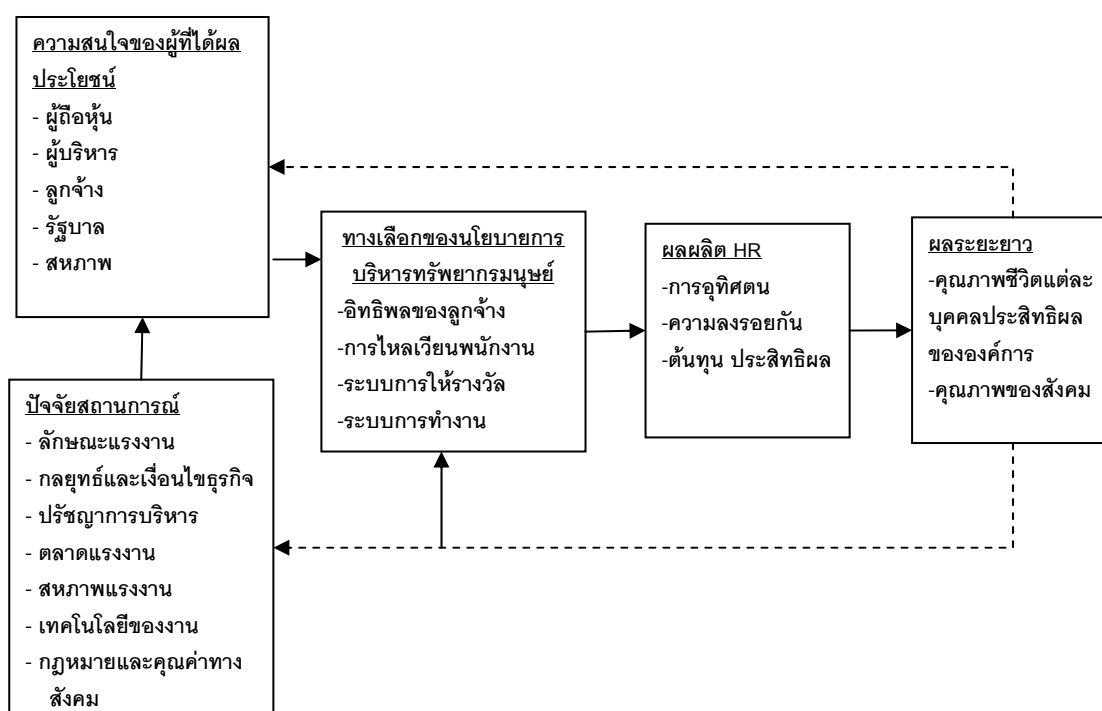 ความสนใจของผู้ที่ได้ผล
ประโยชน์
- ผู้ถือหุ้น
- ผู้บริหาร
- ลูกจ้าง
- รัฐบาล
- สหภาพ
ปัจจัยสถานการณ์
- ลักษณะแรงงาน
- กลยุทธ์และเงื่อนไขธุรกิจ
- ปรัชญาการบริหาร
- ตลาดแรงงาน
- สหภาพแรงงาน
- เทคโนโลยีของงาน
- กฎหมายและคุณค่าทาง
สังคม
ทางเลือกของนโยบายการ
บริหารทรัพยากรมนุษย์
-อิทธิพลของลูกจ้าง
-การไหลเวียนพนักงาน
-ระบบการให้รางวัล
-ระบบการทำงาน
ผลผลิต HR
-การอุทิศตน
-ความลงรอยกัน
-ต้นทุน ประสิทธิผล
ผลระยะยาว
-คุณภาพชีวิตแต่ละ
บุคคลประสิทธิผล
ขององค์การ
-คุณภาพของสังคม